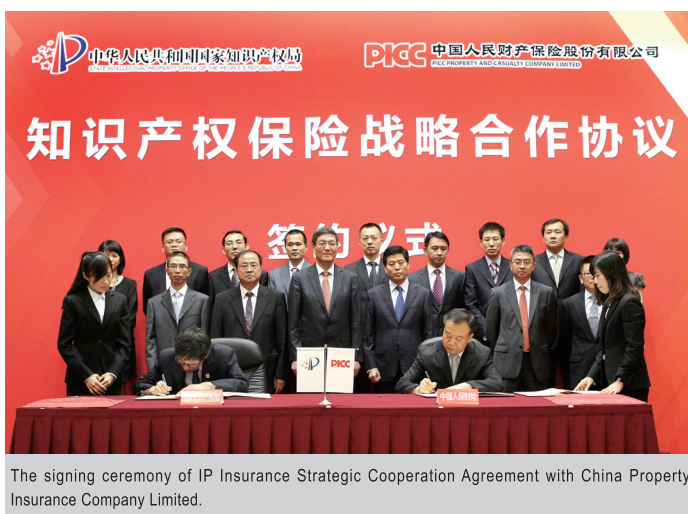 中华人民共和国国家知识产权局
STATE INTELLECTUAL PROPERTY OFFICE OF THE PEOPLE'S REPUBLIC OF CHINA
PICC 中国人民财产保险股份有限公司
PICC PROPERTY AND CASUALTY COMPANY LIMITED
知识产权保险战略合作协议
签约仪式
PICC
中国人保财险
The signing ceremony of IP Insurance Strategic Cooperation Agreement with China Property
Insurance Company Limited.